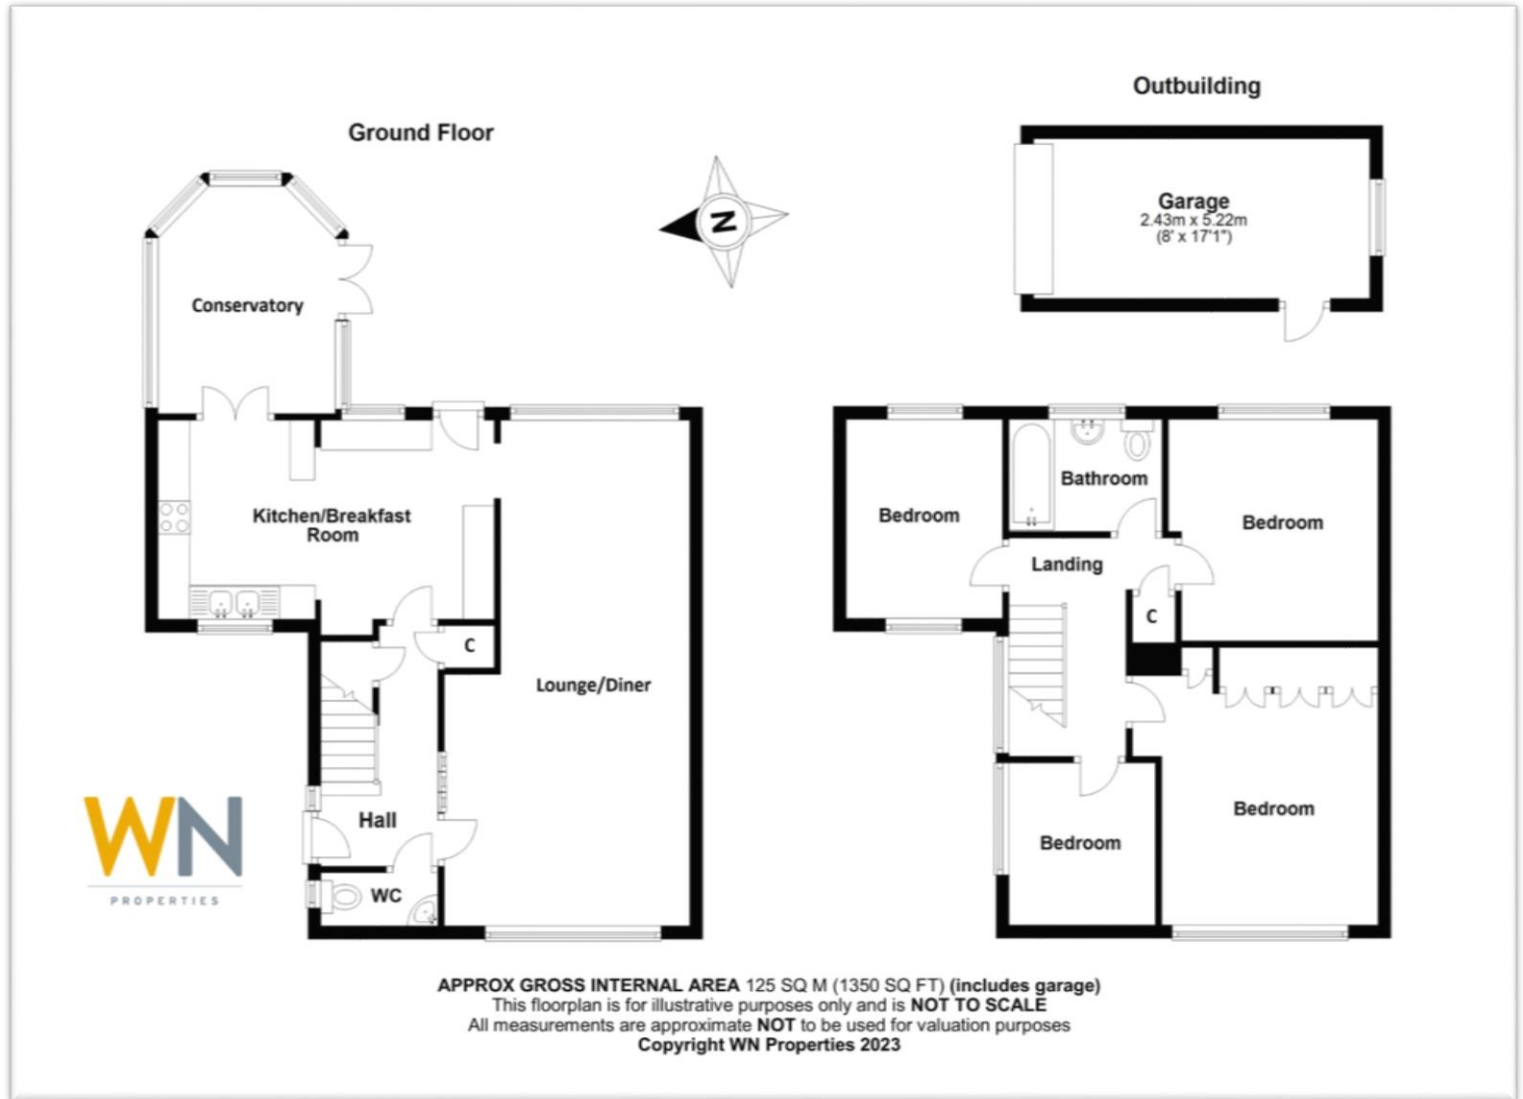 Outbuilding
Ground Floor
N
Garage
2.43m x 5.22m
(8' x 17'1")
Conservatory
Kitchen/Breakfast
Room
C
Lounge/Diner
Hall
WC
Bedroom
Bathroom
Bedroom
Landing
C
Bedroom
Bedroom
WN
PROPERTIES
APPROX GROSS INTERNAL AREA 125 SQ M (1350 SQ FT) (includes garage)
This floorplan is for illustrative purposes only and is NOT TO SCALE
All measurements are approximate NOT to be used for valuation purposes
Copyright WN Properties 2023